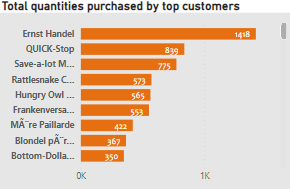 Total quantities purchased by top customers
Ernst Handel 1418
QUICK-Stop 839
Save-a-lot M... 775
Rattlesnake C... 573
Hungry Owl ... 565
Frankenversa... 553
MÃ¨re Paillarde 422
Blondel pÃ¨r... 367
Bottom-Dolla... 350
0K 1K